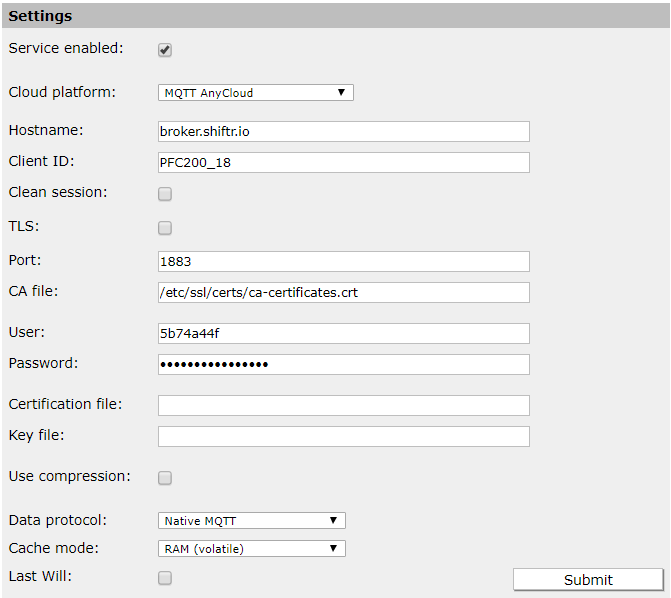 Settings
Service enabled:
Cloud platform: MQTT AnyCloud
Hostname: broker.shiftr.io
Client ID: PFC200_18
Clean session:
TLS:
Port: 1883
CA file: /etc/ssl/certs/ca-certificates.crt
User: 5b74a44f
Password: ••••••••••••••••
Certification file:
Key file:
Use compression:
Data protocol: Native MQTT
Cache mode: RAM (volatile)
Last Will:
Submit